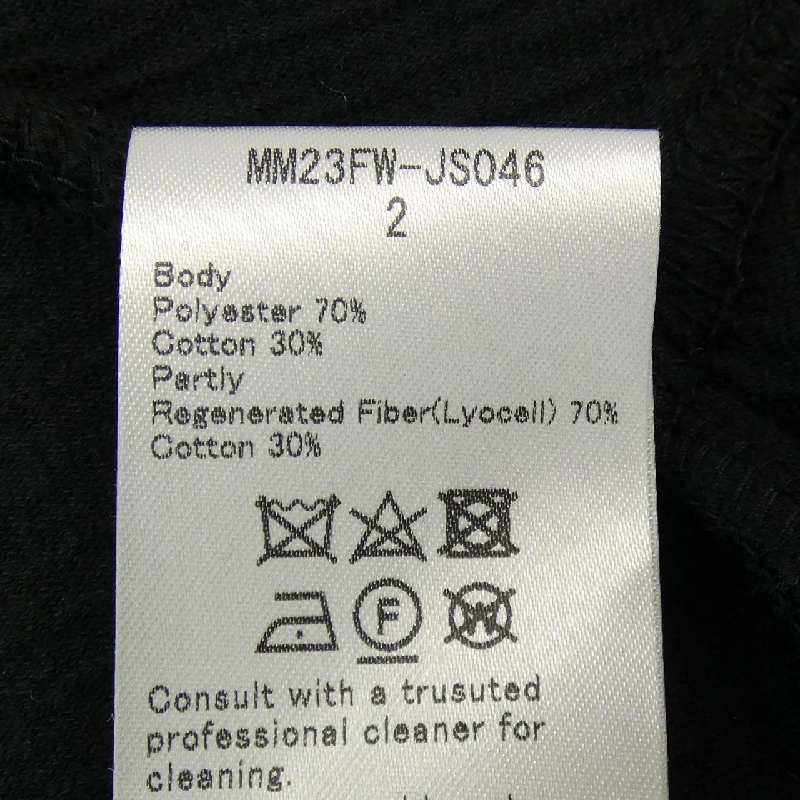 MM23FW-JS046
2
Body
Polyester 70%
Cotton 30%
Partly
Regenerated Fiber(Lyocell) 70%
Cotton 30%
F
W
Consult with a trusuted
professional cleaner for
cleaning.